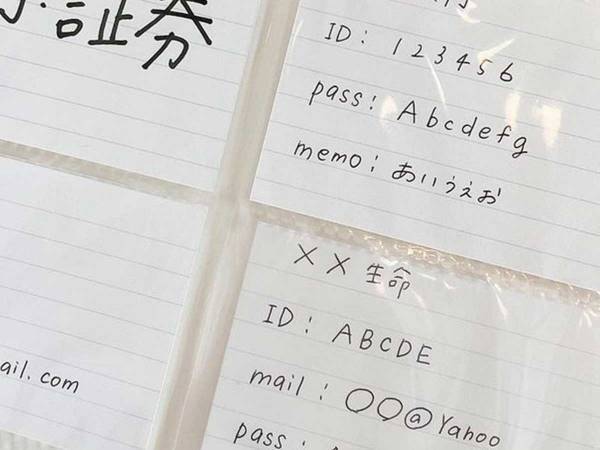 証券
ID: 123456
pass: Abcdefg
memo: あいうえお
ail.com
×× 生命
ID: ABCDE
mail: ○○@Yahoo
pass: